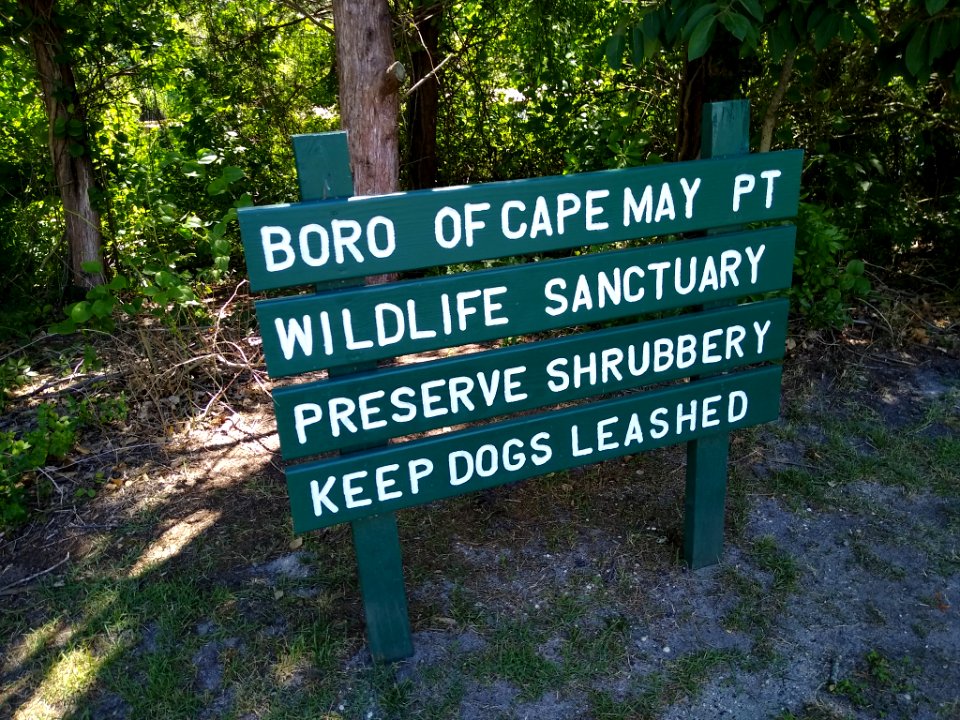 BORO OF CAPE MAY PT
WILDLIFE SANCTUARY
PRESERVE SHRUBBERY
KEEP DOGS LEASHED